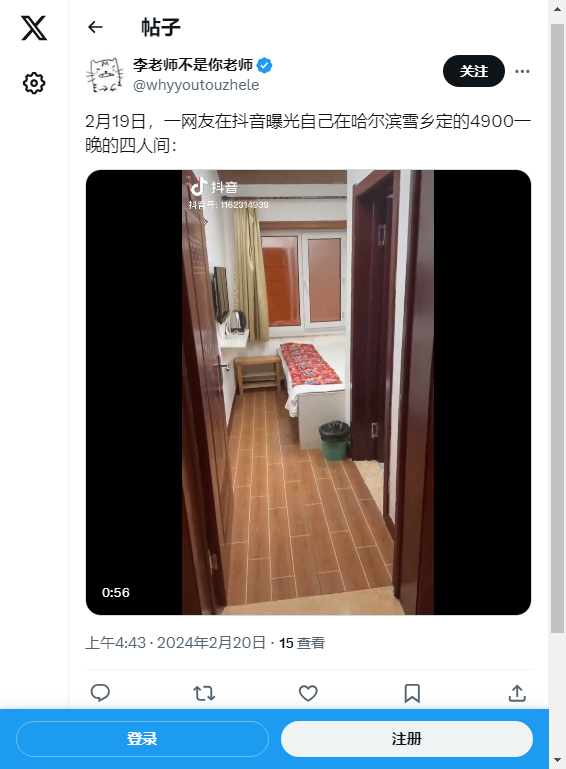 帖子
李老师不是你老师
@whyyoutouzhele
关注
2月19日，一网友在抖音曝光自己在哈尔滨雪乡定的4900一
晚的四人间：
抖音
抖音号: 1162314939
0:56
上午4:43 · 2024年2月20日 · 15 查看
登录
注册